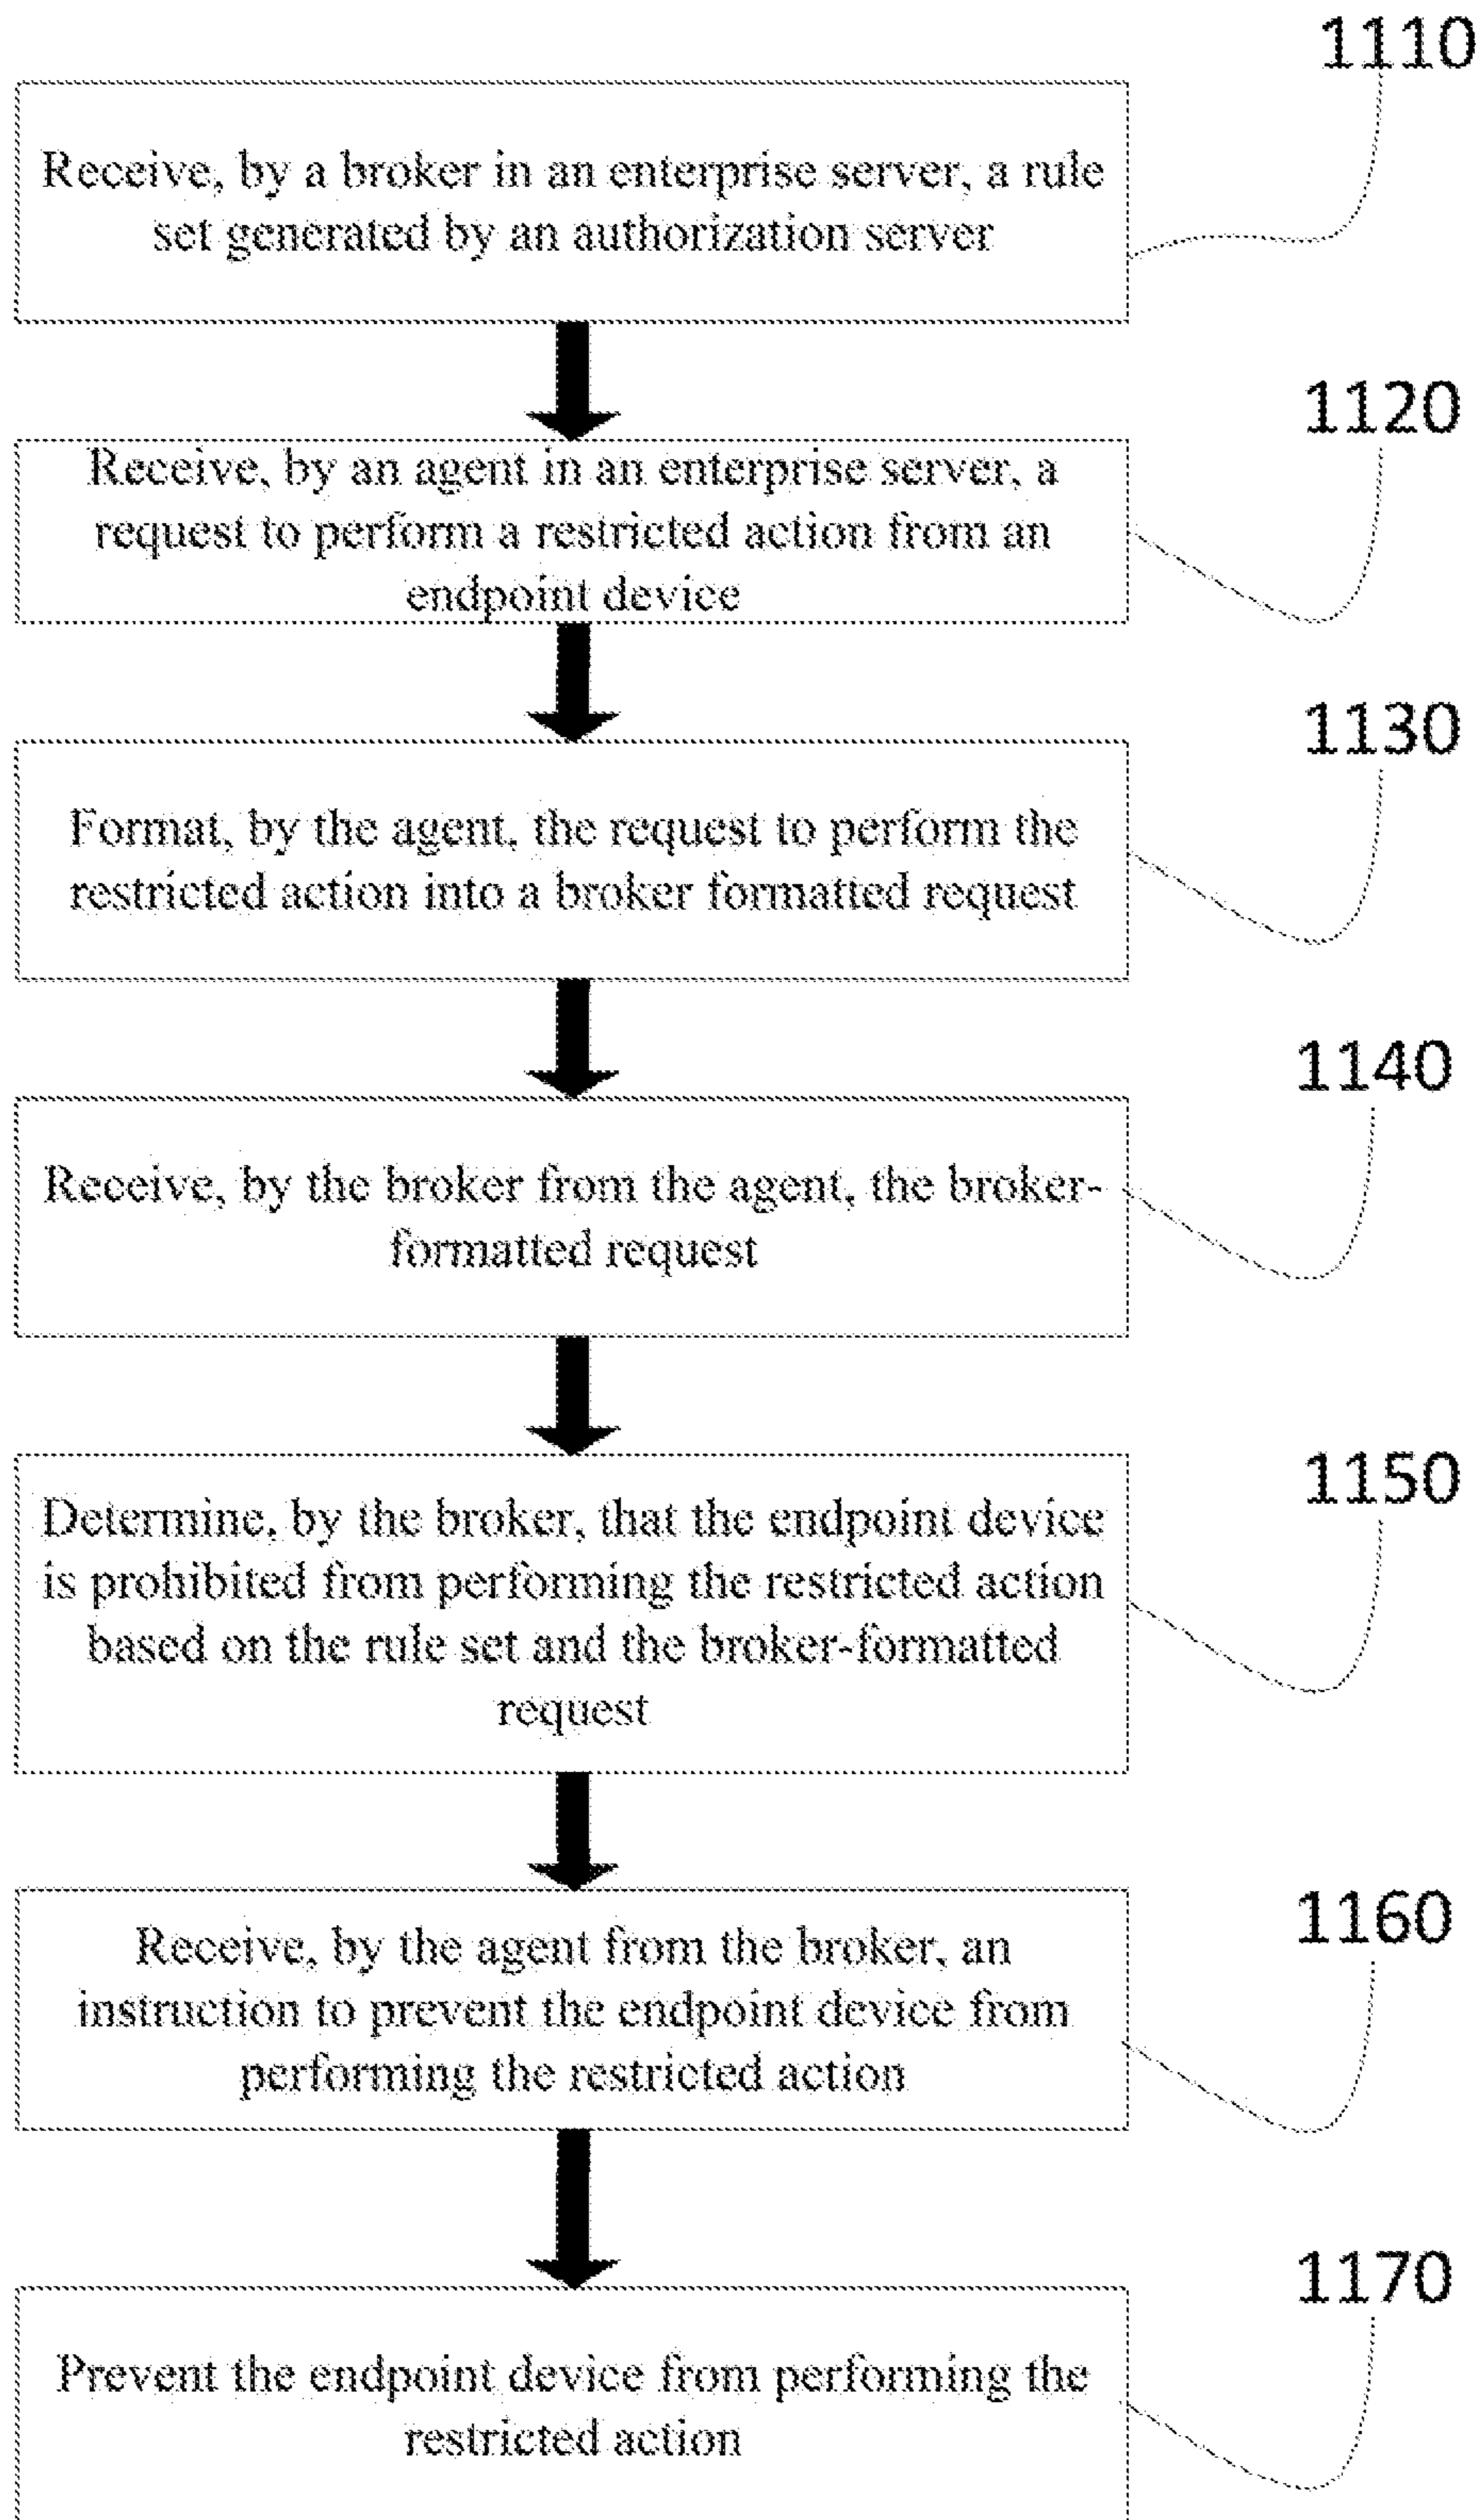 1110
Receive, by a broker in an enterprise server, a rule
set generated by an authorization server
1120
Receive, by an agent in an enterprise server, a
request to perform a restricted action from an
endpoint device
1130
Format, by the agent, the request to perform the
restricted action into a broker formatted request
1140
Receive, by the broker from the agent, the broker-
formatted request
1150
Determine, by the broker, that the endpoint device
is prohibited from performing the restricted action
based on the rule set and the broker-formatted
request
1160
Receive, by the agent from the broker, an
instruction to prevent the endpoint device from
performing the restricted action
1170
Prevent the endpoint device from performing the
restricted action